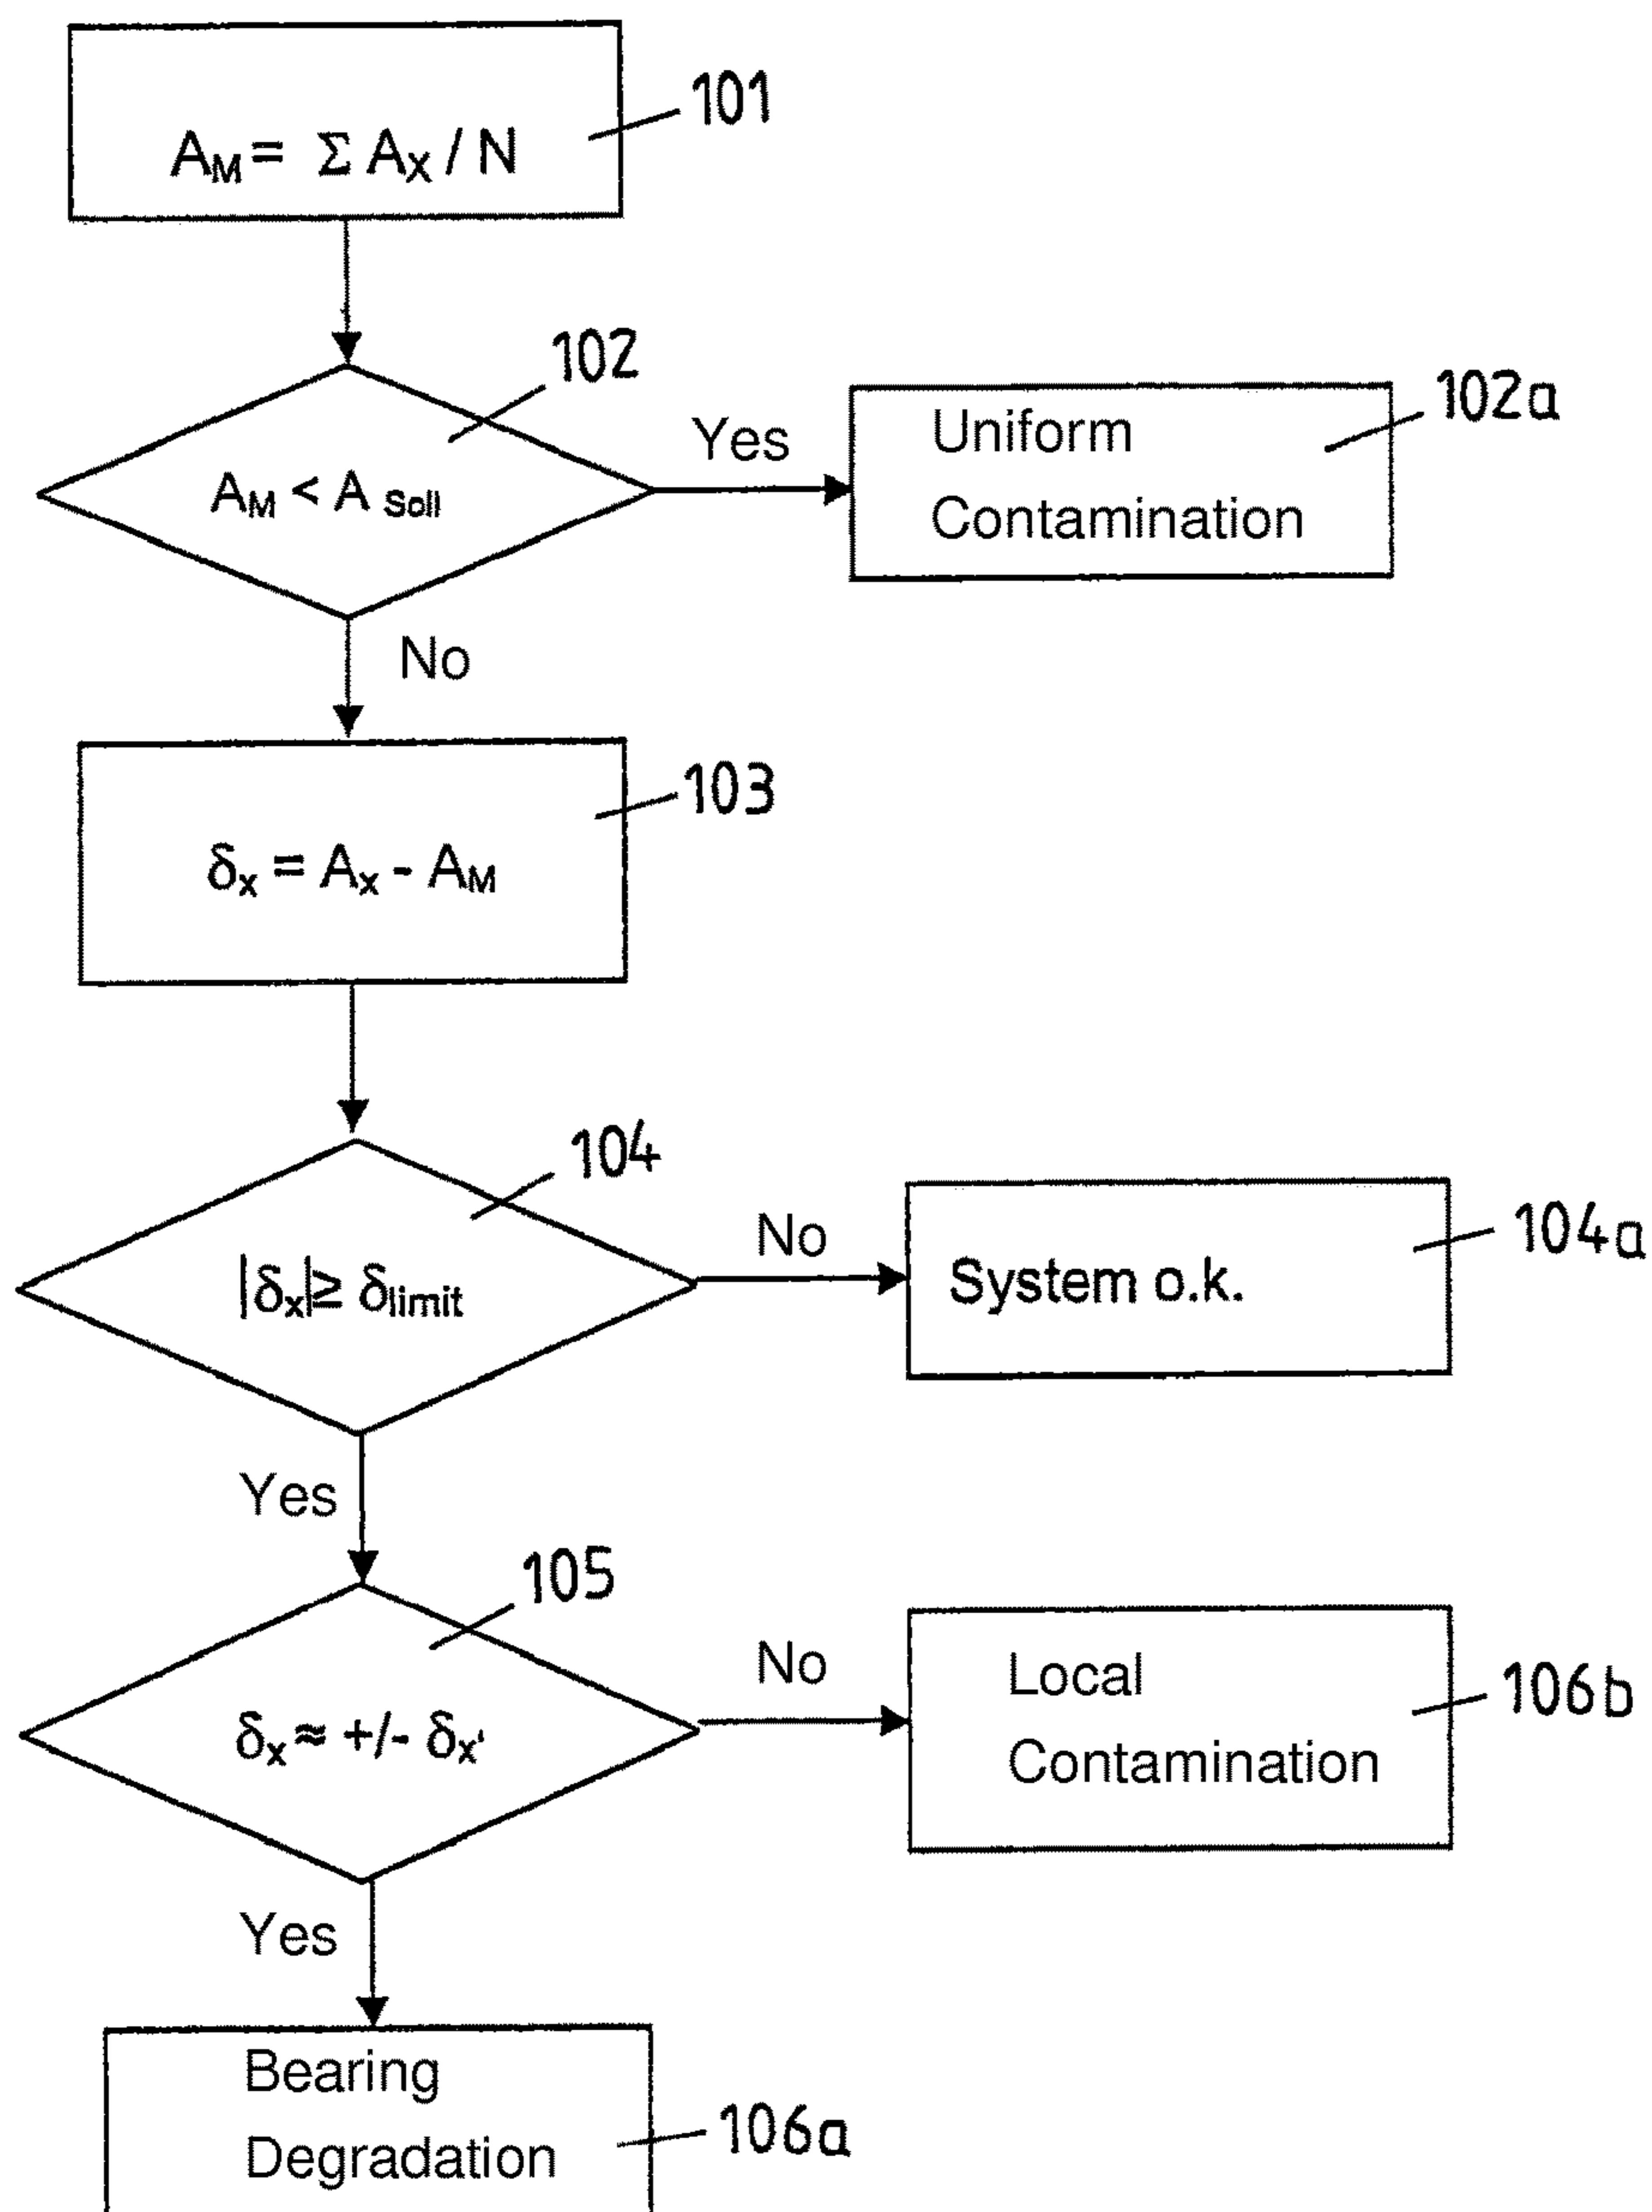 101
A_M = Σ A_X / N
102
A_M < A Soll
Yes
102a
Uniform
Contamination
No
103
δ_x = A_x - A_M
104
|δ_x| ≥ δ_limit
No
104a
System o.k.
Yes
105
δ_x ≈ +/- δ_x'
No
106b
Local
Contamination
Yes
Bearing
Degradation
106a